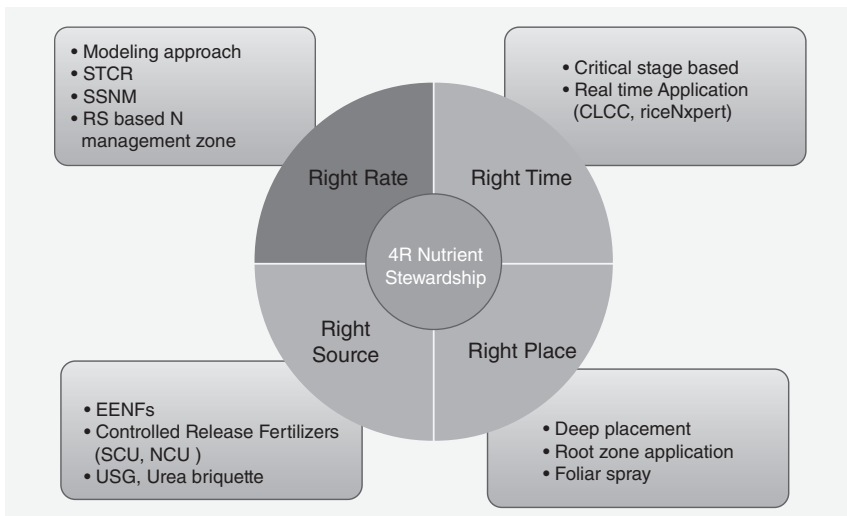 • Modeling approach
• STCR
• SSNM
• RS based N
management zone
• Critical stage based
• Real time Application
(CLCC, riceNxpert)
Right Rate
Right Time
4R Nutrient
Stewardship
Right
Source
Right Place
• EENFs
• Controlled Release Fertilizers
(SCU, NCU )
• USG, Urea briquette
• Deep placement
• Root zone application
• Foliar spray